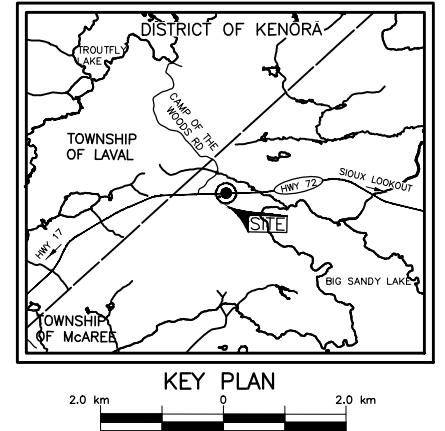 DISTRICT OF KENORA
TROUTFLY
LAKE
CAMP OF THE
WOODS RD
TOWNSHIP
OF LAVAL
SIOUX LOOKOUT
HWY 72
SITE
HWY 17
BIG SANDY LAKE
TOWNSHIP
OF McAREE
KEY PLAN
2.0 km 0 2.0 km